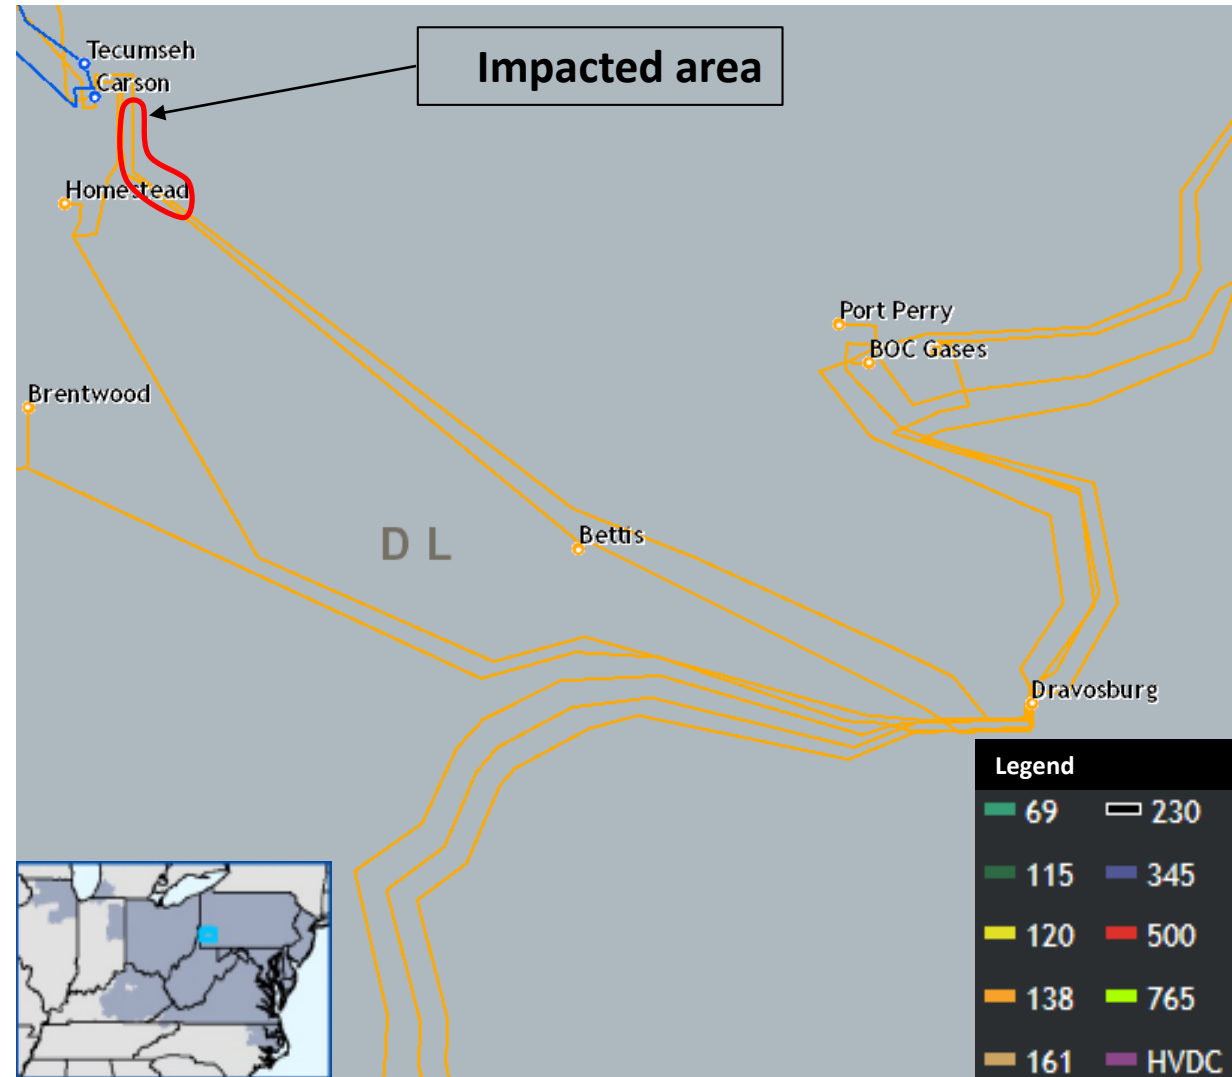 Tecumseh
Impacted area
Carson
Homestead
Port Perry
BOC Gases
Brentwood
D L
Bettis
Dravosburg
Legend
69 230
115 345
120 500
138 765
161 HVDC